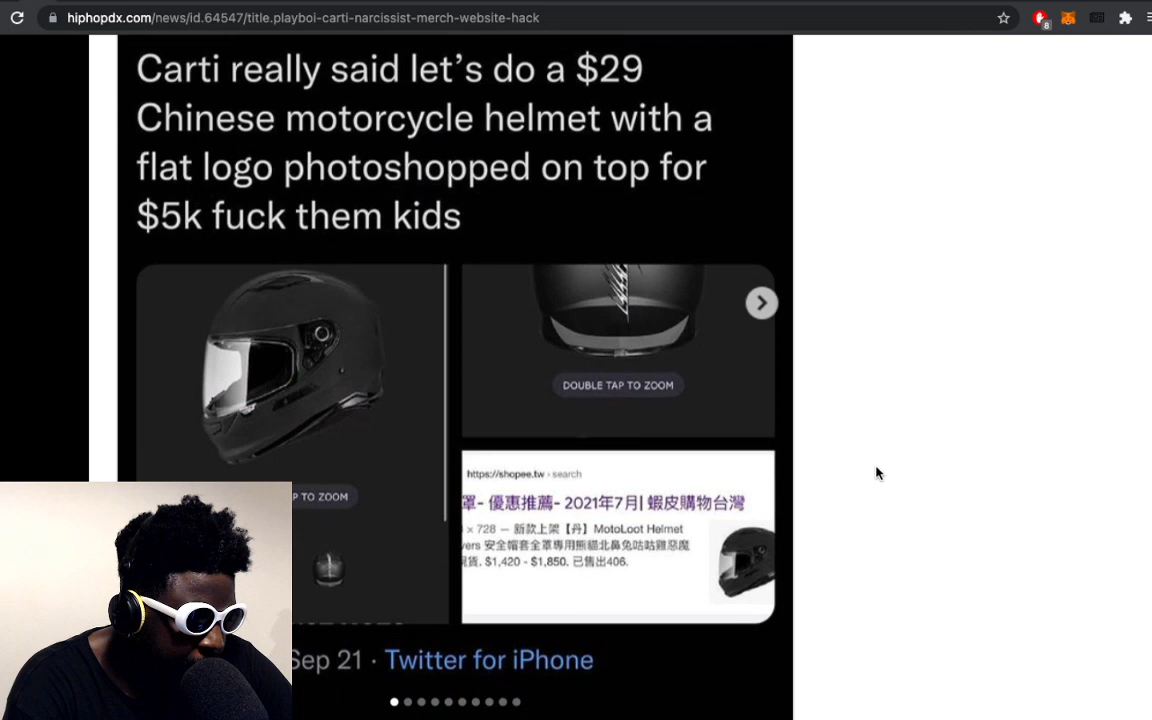 hiphopdx.com/news/id.64547/title.playboi-carti-narcissist-merch-website-hack
8
Carti really said let's do a $29
Chinese motorcycle helmet with a
flat logo photoshopped on top for
$5k fuck them kids
DOUBLE TAP TO ZOOM
P TO ZOOM
https://shopee.tw › search
罩- 優惠推薦- 2021年7月| 蝦皮購物台灣
× 728 — 新款上架【丹】MotoLoot Helmet
vers 安全帽套全罩專用熊貓北鼻兔咕咕雞惡魔
現貨. $1,420 - $1,850. 已售出406.
Sep 21 · Twitter for iPhone